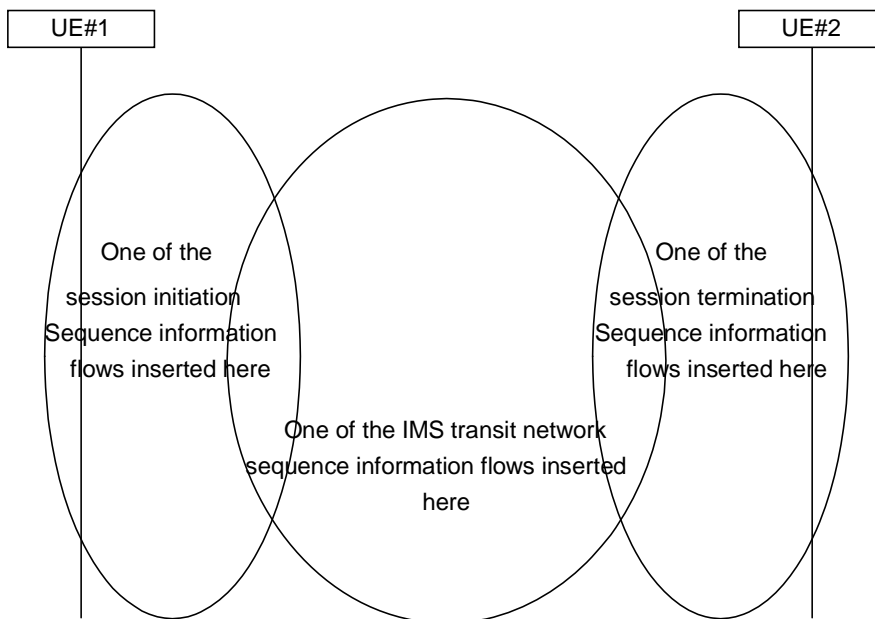 UE#1
UE#2
One of the
session initiation
Sequence information
flows inserted here
One of the
session termination
Sequence information
flows inserted here
One of the IMS transit network
sequence information flows inserted
here